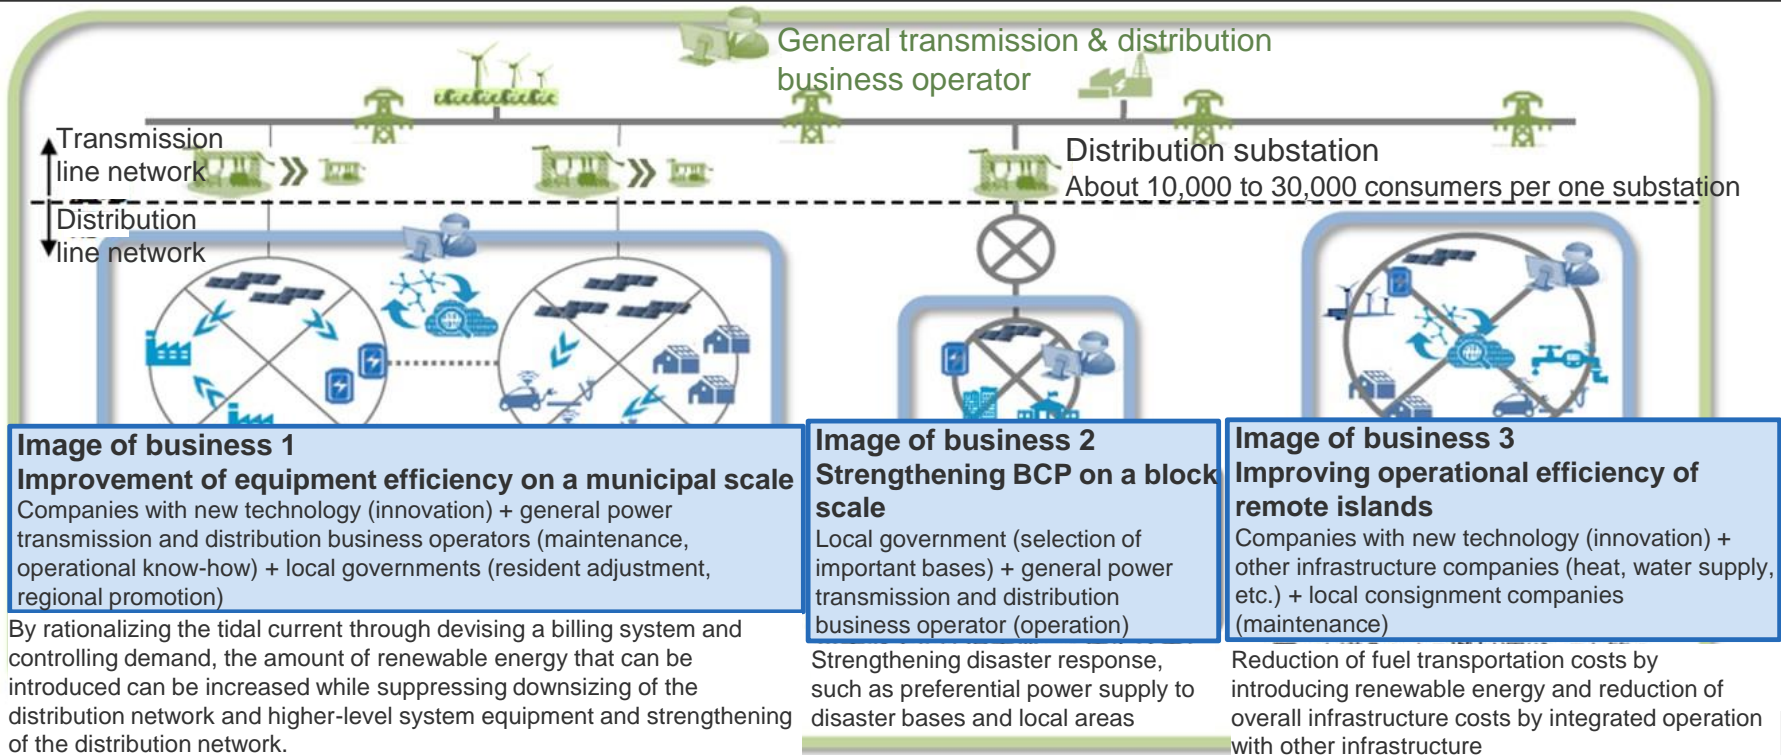 General transmission & distribution
business operator
Transmission
line network
Distribution substation
About 10,000 to 30,000 consumers per one substation
Distribution
line network
Image of business 1
Improvement of equipment efficiency on a municipal scale
Companies with new technology (innovation) + general power
transmission and distribution business operators (maintenance,
operational know-how) + local governments (resident adjustment,
regional promotion)
By rationalizing the tidal current through devising a billing system and
controlling demand, the amount of renewable energy that can be
introduced can be increased while suppressing downsizing of the
distribution network and higher-level system equipment and strengthening
of the distribution network.
Image of business 2
Strengthening BCP on a block
scale
Local government (selection of
important bases) + general power
transmission and distribution
business operator (operation)
Strengthening disaster response,
such as preferential power supply to
disaster bases and local areas
Image of business 3
Improving operational efficiency of
remote islands
Companies with new technology (innovation) +
other infrastructure companies (heat, water supply,
etc.) + local consignment companies
(maintenance)
Reduction of fuel transportation costs by
introducing renewable energy and reduction of
overall infrastructure costs by integrated operation
with other infrastructure